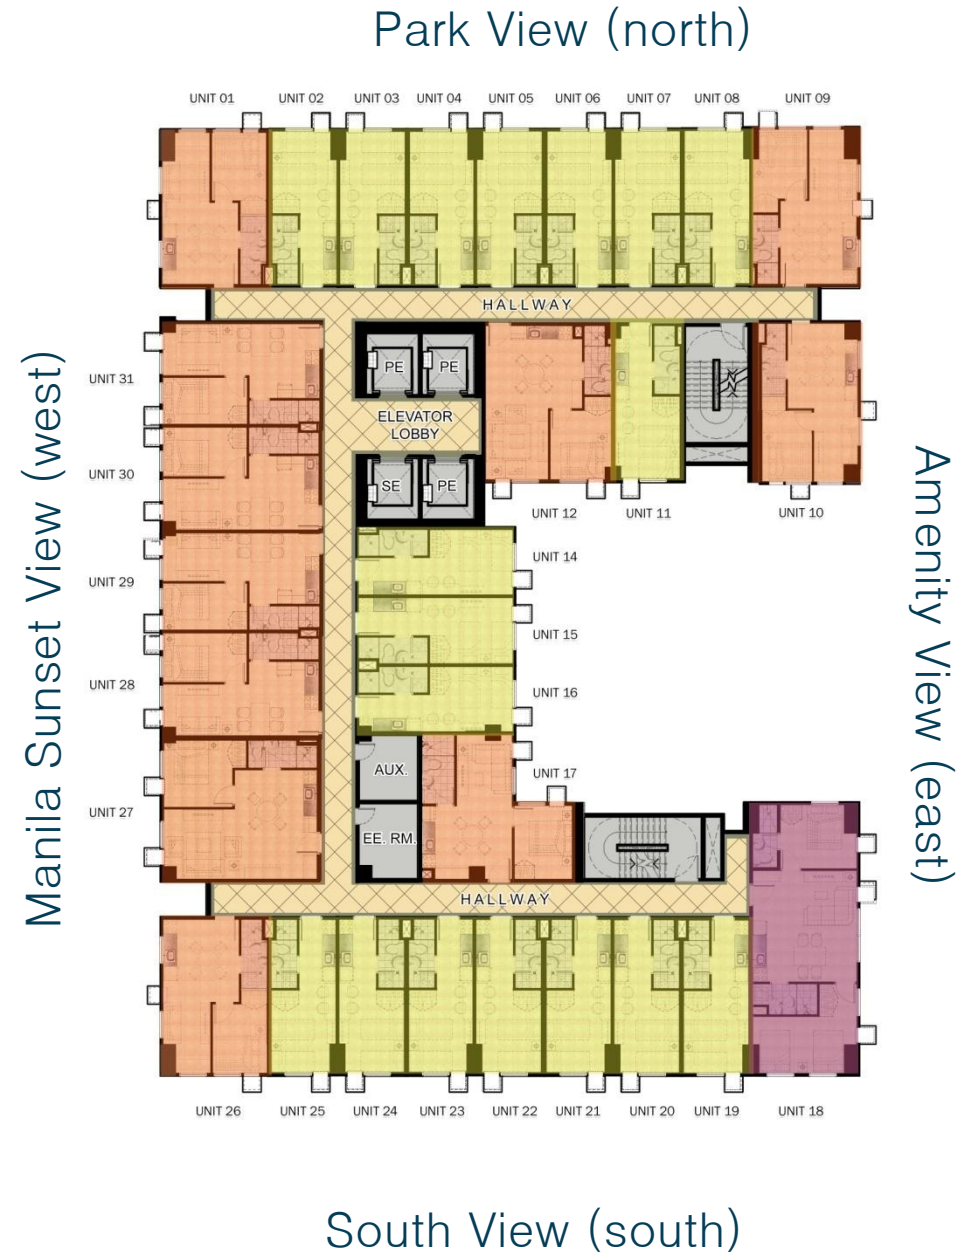 Park View (north)
UNIT 01
UNIT 02
UNIT 03
UNIT 04
UNIT 05
UNIT 06
UNIT 07
UNIT 08
UNIT 09
HALLWAY
Manila Sunset View (west)
UNIT 31
PE
PE
ELEVATOR
LOBBY
UNIT 30
SE
PE
UNIT 12
UNIT 11
UNIT 10
Amenity View (east)
UNIT 14
UNIT 29
UNIT 15
UNIT 28
UNIT 16
AUX.
UNIT 17
UNIT 27
EE. RM.
HALLWAY
UNIT 26
UNIT 25
UNIT 24
UNIT 23
UNIT 22
UNIT 21
UNIT 20
UNIT 19
UNIT 18
South View (south)